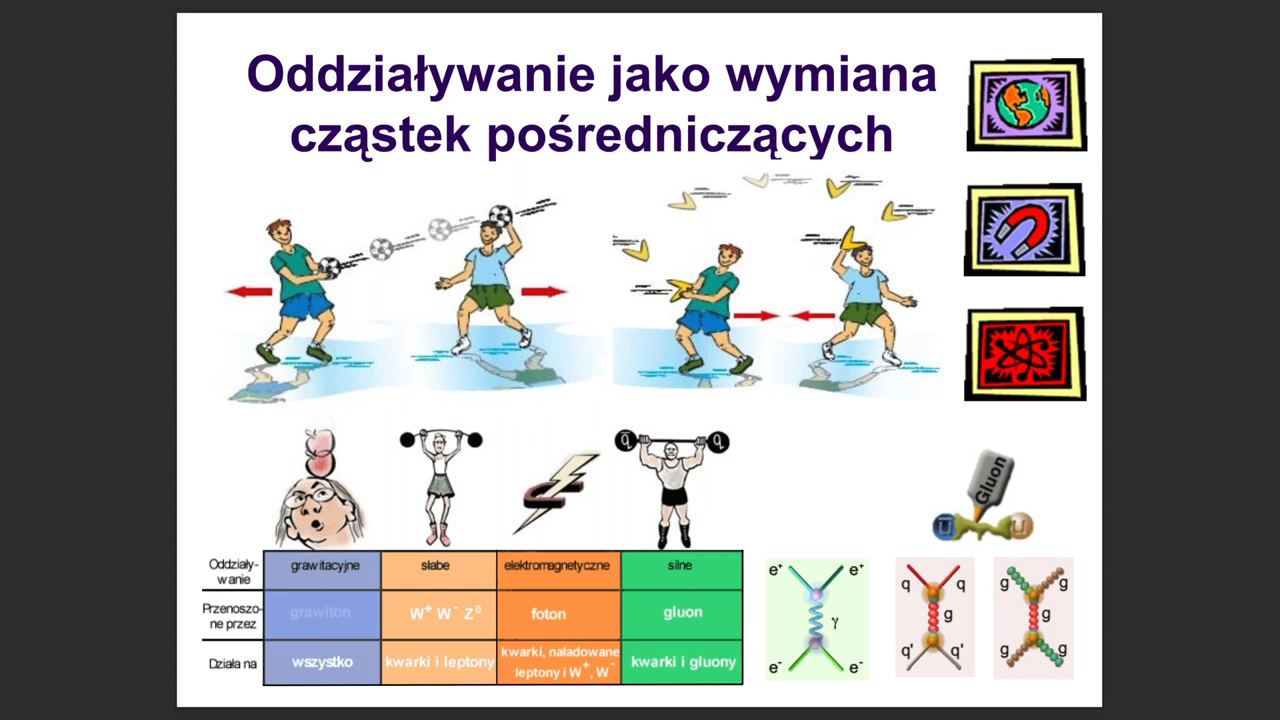 Oddziaływanie jako wymiana
cząstek pośredniczących
q̅ q
Gluon
u̅ u
Oddziały-
wanie
grawitacyjne
słabe
elektromagnetyczne
silne
Przenoszo-
ne przez
grawiton
W⁺ W⁻ Z⁰
foton
gluon
Działa na
wszystko
kwarki i leptony
kwarki, naładowane
leptony i W⁺, W⁻
kwarki i gluony
e⁺ e⁺
γ
e⁻ e⁻
q q
g
q' q'
g g
g
g g